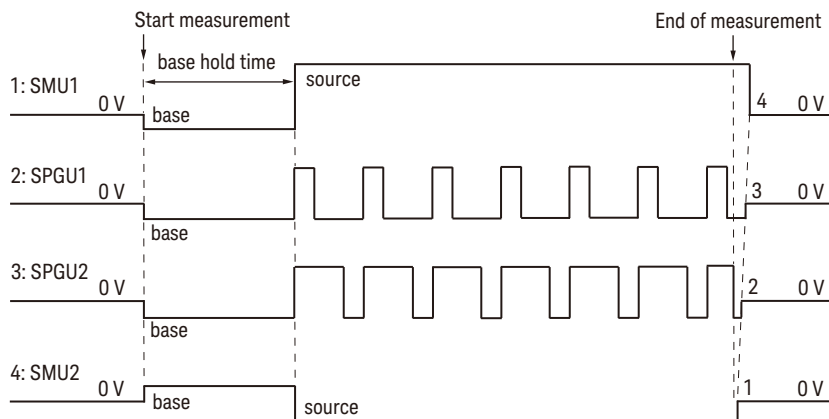 Start measurement
End of measurement
base hold time
source
1: SMU1
0 V
base
4
0 V
2: SPGU1
0 V
base
3
0 V
3: SPGU2
0 V
base
2
0 V
4: SMU2
0 V
base
source
1
0 V